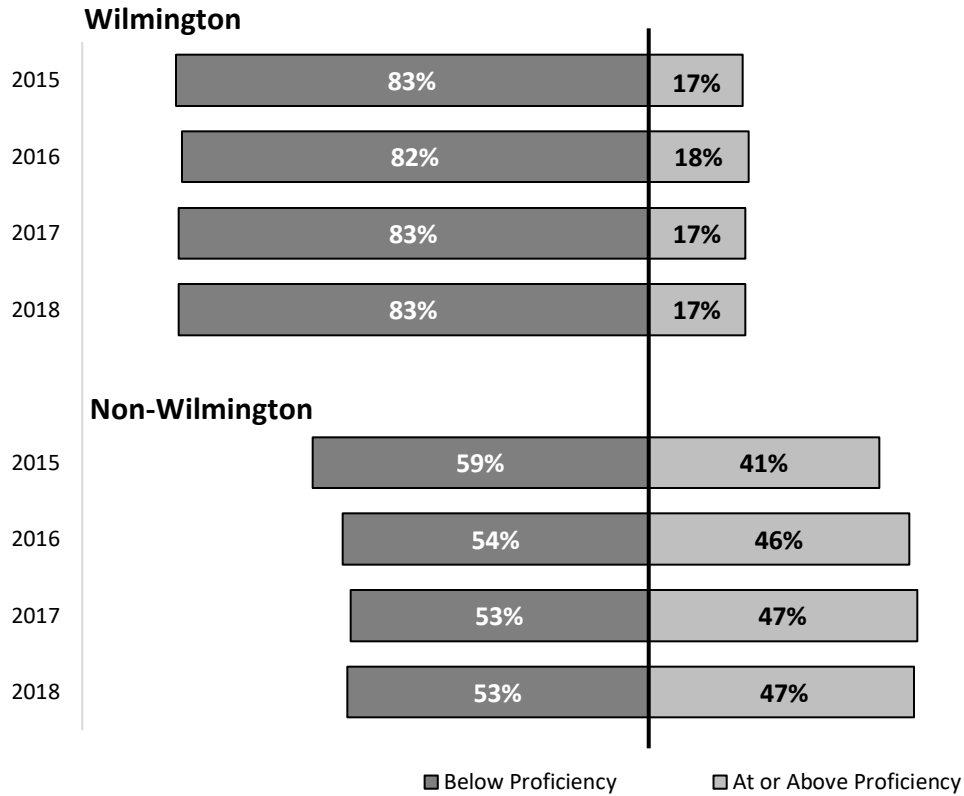 Wilmington
2015 83% 17%
2016 82% 18%
2017 83% 17%
2018 83% 17%
Non-Wilmington
2015 59% 41%
2016 54% 46%
2017 53% 47%
2018 53% 47%
Below Proficiency At or Above Proficiency